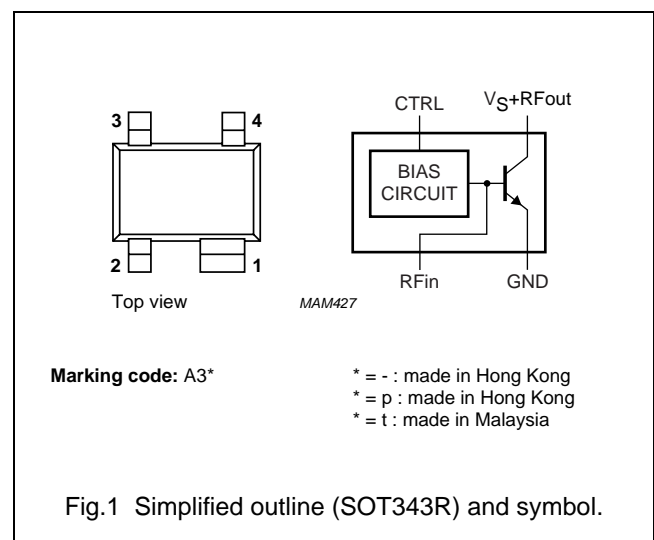 3 4
2 1
Top view
CTRL VS+RFout
BIAS
CIRCUIT
RFin GND
MAM427
Marking code: A3*
* = - : made in Hong Kong
* = p : made in Hong Kong
* = t : made in Malaysia
Fig.1 Simplified outline (SOT343R) and symbol.